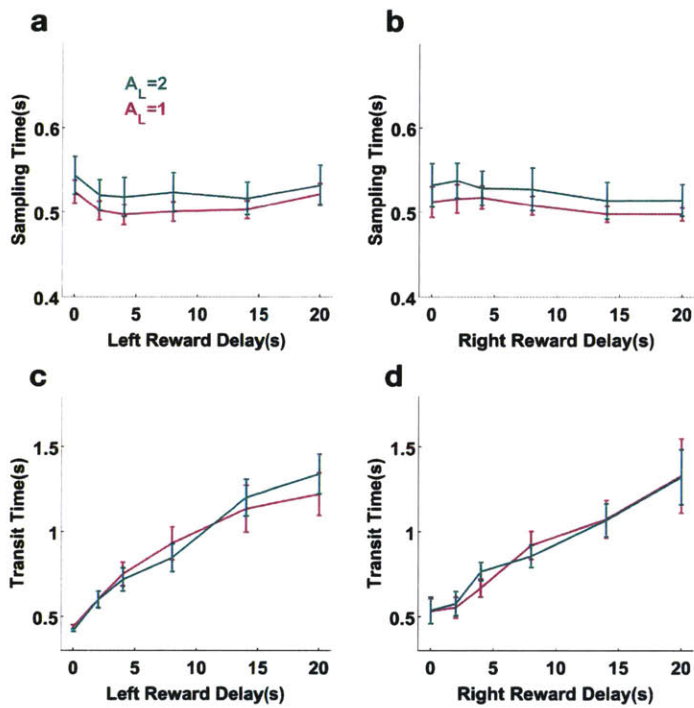 a
b
A_L=2
A_L=1
Sampling Time(s)
0.6
0.5
0.4
0 5 10 15 20
Left Reward Delay(s)
Sampling Time(s)
0.6
0.5
0.4
0 5 10 15 20
Right Reward Delay(s)
c
d
Transit Time(s)
1.5
1
0.5
0 5 10 15 20
Left Reward Delay(s)
Transit Time(s)
1.5
1
0.5
0 5 10 15 20
Right Reward Delay(s)